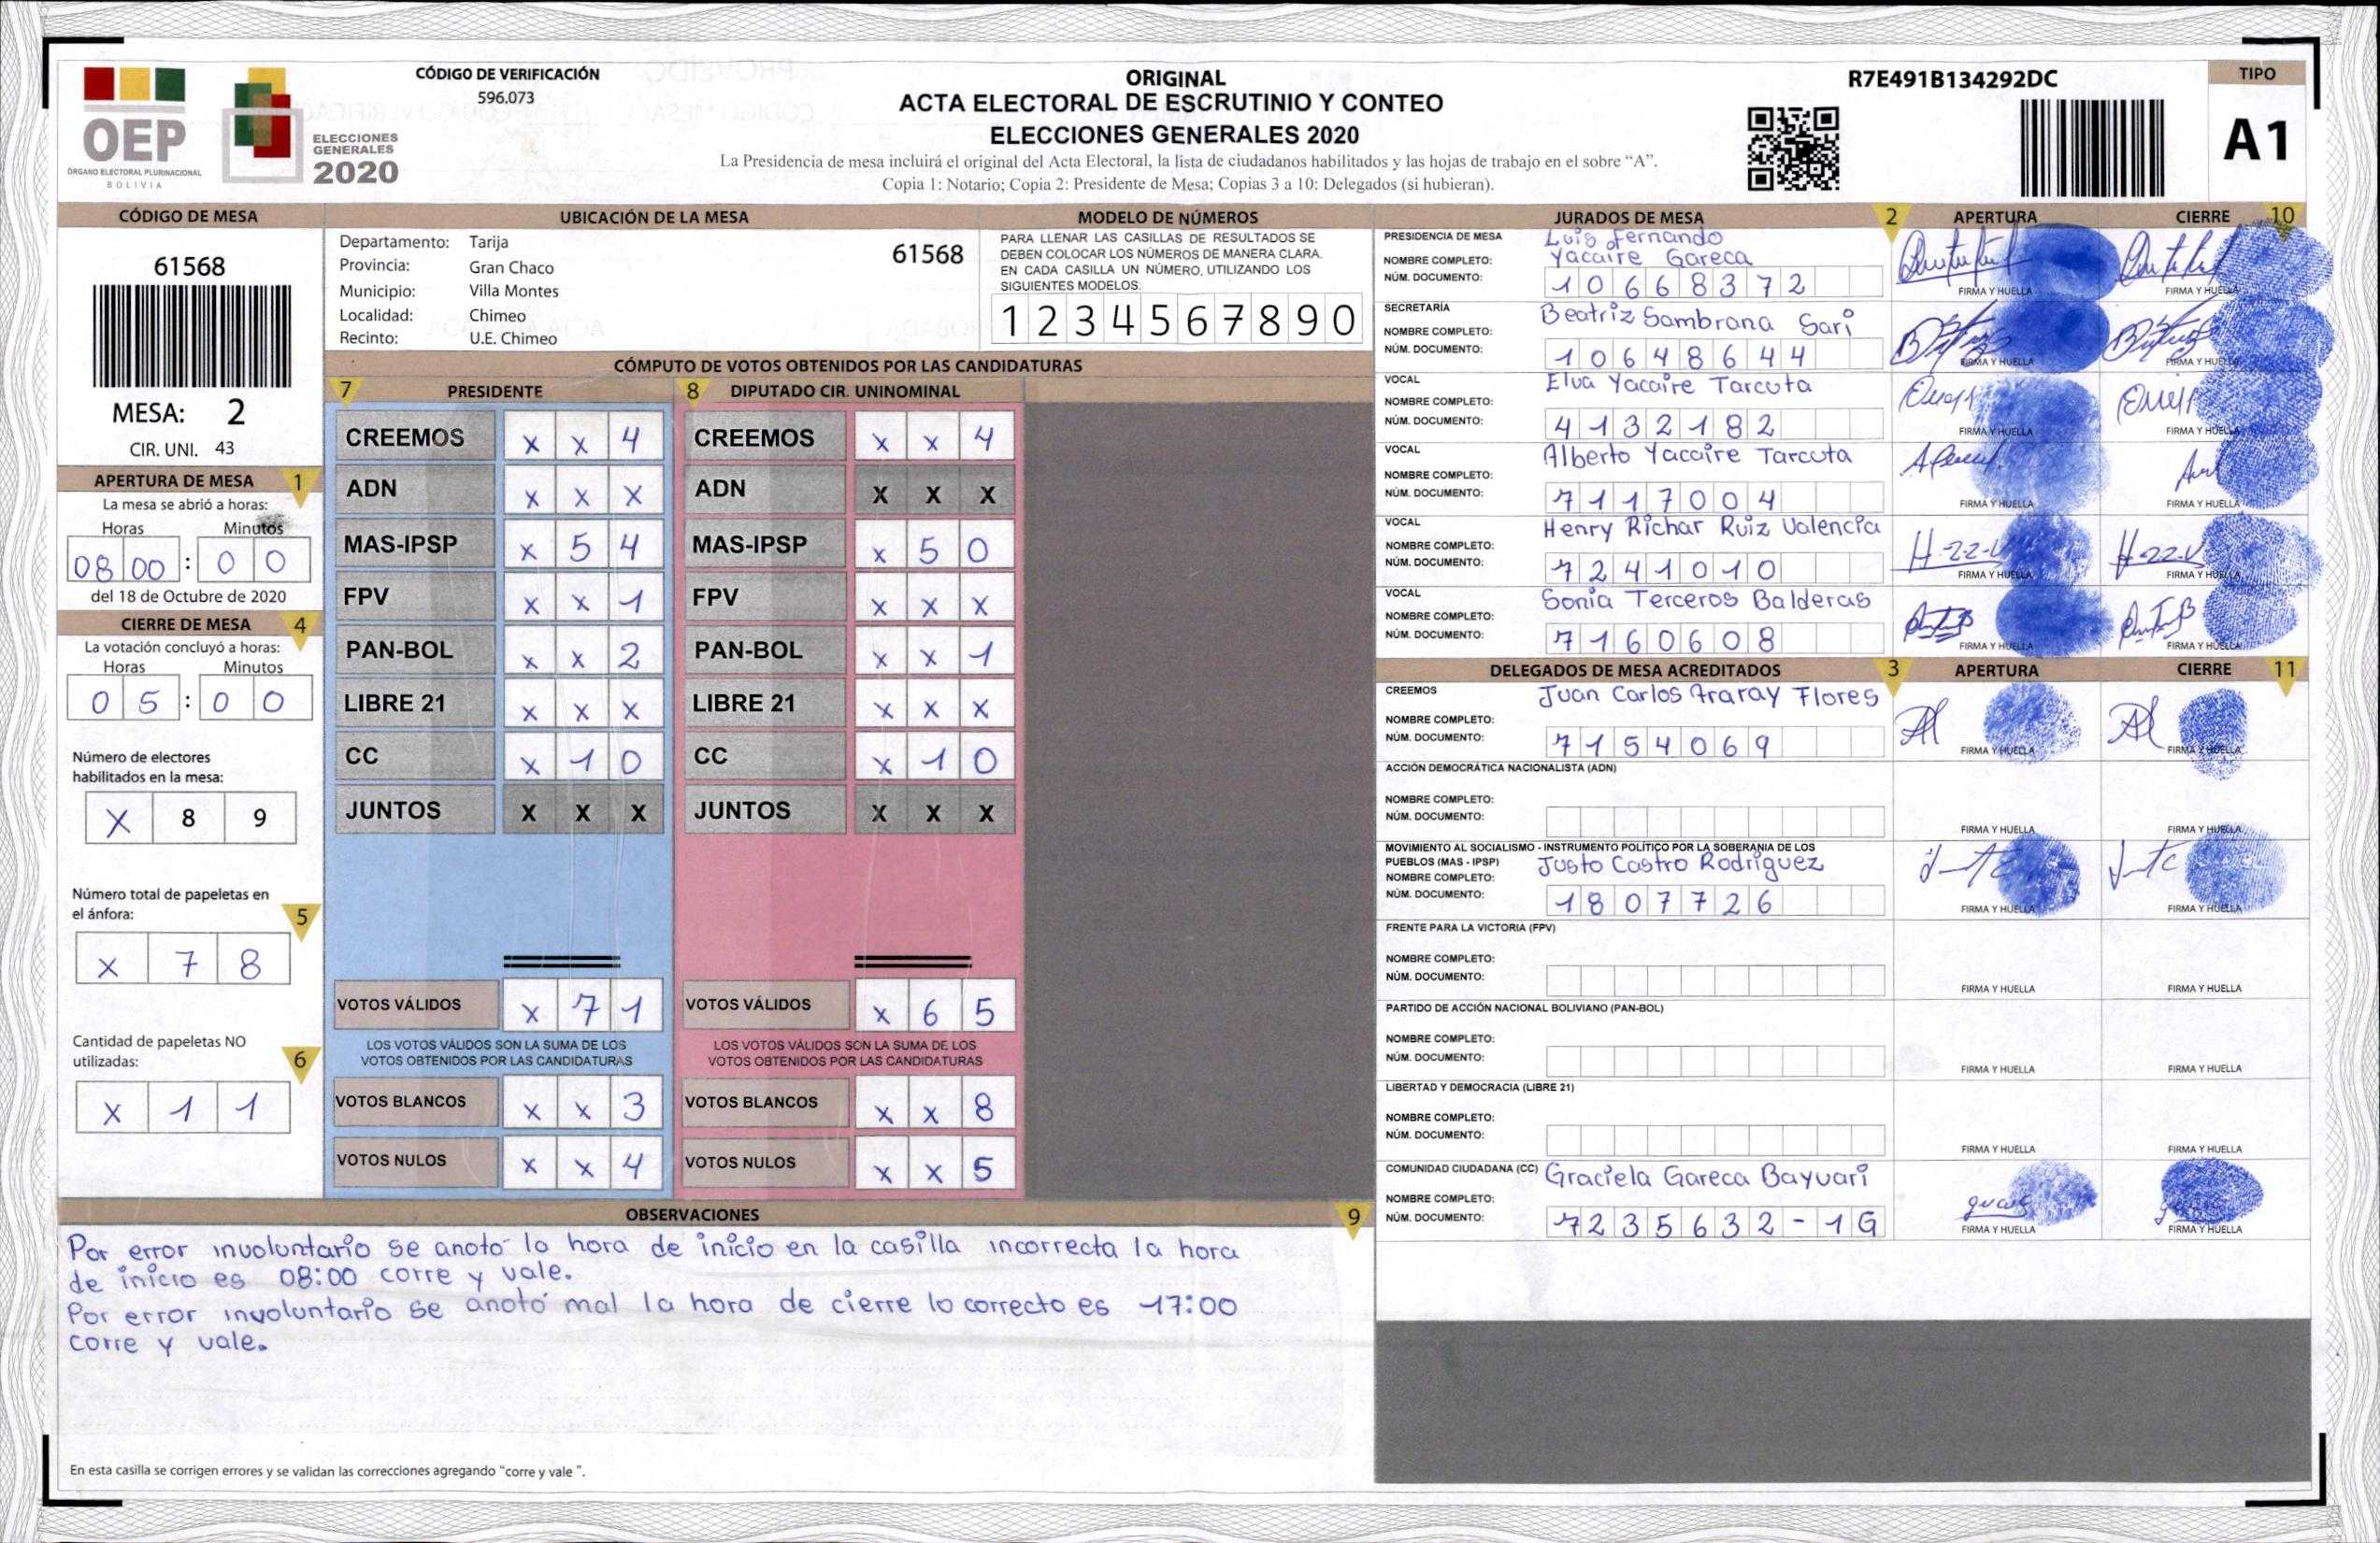 OEP
ÓRGANO ELECTORAL PLURINACIONAL
BOLIVIA
ELECCIONES
GENERALES
2020
CÓDIGO DE VERIFICACIÓN
596.073
ORIGINAL
ACTA ELECTORAL DE ESCRUTINIO Y CONTEO
ELECCIONES GENERALES 2020
La Presidencia de mesa incluirá el original del Acta Electoral, la lista de ciudadanos habilitados y las hojas de trabajo en el sobre “A”.
Copia 1: Notario; Copia 2: Presidente de Mesa; Copias 3 a 10: Delegados (si hubieran).
R7E491B134292DC
TIPO
A1
CÓDIGO DE MESA
61568
MESA: 2
CIR. UNI. 43
APERTURA DE MESA 1
La mesa se abrió a horas:
Horas Minutos
08 00 : 0 0
del 18 de Octubre de 2020
CIERRE DE MESA 4
La votación concluyó a horas:
Horas Minutos
0 5 : 0 0
Número de electores
habilitados en la mesa:
X 8 9
Número total de papeletas en
el ánfora: 5
x 7 8
Cantidad de papeletas NO
utilizadas: 6
X 1 1
UBICACIÓN DE LA MESA
Departamento: Tarija
Provincia: Gran Chaco
Municipio: Villa Montes
Localidad: Chimeo
Recinto: U.E. Chimeo
61568
MODELO DE NÚMEROS
PARA LLENAR LAS CASILLAS DE RESULTADOS SE
DEBEN COLOCAR LOS NÚMEROS DE MANERA CLARA.
EN CADA CASILLA UN NÚMERO, UTILIZANDO LOS
SIGUIENTES MODELOS.
1 2 3 4 5 6 7 8 9 0
CÓMPUTO DE VOTOS OBTENIDOS POR LAS CANDIDATURAS
7 PRESIDENTE
CREEMOS x x 4
ADN x x x
MAS-IPSP x 5 4
FPV x x 1
PAN-BOL x x 2
LIBRE 21 x x x
CC x 1 0
JUNTOS X X X
VOTOS VÁLIDOS x 7 1
LOS VOTOS VÁLIDOS SON LA SUMA DE LOS
VOTOS OBTENIDOS POR LAS CANDIDATURAS
VOTOS BLANCOS x x 3
VOTOS NULOS x x 4
8 DIPUTADO CIR. UNINOMINAL
CREEMOS x x 4
ADN X X X
MAS-IPSP x 5 0
FPV x x x
PAN-BOL x x 1
LIBRE 21 x x x
CC x 1 0
JUNTOS X X X
VOTOS VÁLIDOS x 6 5
LOS VOTOS VÁLIDOS SON LA SUMA DE LOS
VOTOS OBTENIDOS POR LAS CANDIDATURAS
VOTOS BLANCOS x x 8
VOTOS NULOS x x 5
OBSERVACIONES 9
Por error involuntario se anotó la hora de inicio en la casilla incorrecta la hora
de inicio es 08:00 corre y vale.
Por error involuntario se anotó mal la hora de cierre lo correcto es 17:00
corre y vale.
En esta casilla se corrigen errores y se validan las correcciones agregando “corre y vale ”.
JURADOS DE MESA 2 APERTURA CIERRE 10
PRESIDENCIA DE MESA Luis Fernando
NOMBRE COMPLETO: Yacaire Gareca
NÚM. DOCUMENTO: 10668372
FIRMA Y HUELLA FIRMA Y HUELLA
SECRETARÍA
NOMBRE COMPLETO: Beatriz Sambrana Sari
NÚM. DOCUMENTO: 10648644
FIRMA Y HUELLA FIRMA Y HUELLA
VOCAL Elva Yacaire Tarcuta
NOMBRE COMPLETO:
NÚM. DOCUMENTO: 4132182
FIRMA Y HUELLA FIRMA Y HUELLA
VOCAL Alberto Yacaire Tarcuta
NOMBRE COMPLETO:
NÚM. DOCUMENTO: 7117004
FIRMA Y HUELLA FIRMA Y HUELLA
VOCAL Henry Richar Ruiz Valencia
NOMBRE COMPLETO:
NÚM. DOCUMENTO: 7241010
FIRMA Y HUELLA FIRMA Y HUELLA
VOCAL Sonia Terceros Balderas
NOMBRE COMPLETO:
NÚM. DOCUMENTO: 7160608
FIRMA Y HUELLA FIRMA Y HUELLA
DELEGADOS DE MESA ACREDITADOS 3 APERTURA CIERRE 11
CREEMOS Juan Carlos Araray Flores
NOMBRE COMPLETO:
NÚM. DOCUMENTO: 7154069
FIRMA Y HUELLA FIRMA Y HUELLA
ACCIÓN DEMOCRÁTICA NACIONALISTA (ADN)
NOMBRE COMPLETO:
NÚM. DOCUMENTO:
FIRMA Y HUELLA FIRMA Y HUELLA
MOVIMIENTO AL SOCIALISMO - INSTRUMENTO POLÍTICO POR LA SOBERANIA DE LOS
PUEBLOS (MAS - IPSP) Justo Castro Rodriguez
NOMBRE COMPLETO:
NÚM. DOCUMENTO: 1807726
FIRMA Y HUELLA FIRMA Y HUELLA
FRENTE PARA LA VICTORIA (FPV)
NOMBRE COMPLETO:
NÚM. DOCUMENTO:
FIRMA Y HUELLA FIRMA Y HUELLA
PARTIDO DE ACCIÓN NACIONAL BOLIVIANO (PAN-BOL)
NOMBRE COMPLETO:
NÚM. DOCUMENTO:
FIRMA Y HUELLA FIRMA Y HUELLA
LIBERTAD Y DEMOCRACIA (LIBRE 21)
NOMBRE COMPLETO:
NÚM. DOCUMENTO:
FIRMA Y HUELLA FIRMA Y HUELLA
COMUNIDAD CIUDADANA (CC) Graciela Gareca Bayuari
NOMBRE COMPLETO:
NÚM. DOCUMENTO: 7235632-1G
FIRMA Y HUELLA FIRMA Y HUELLA